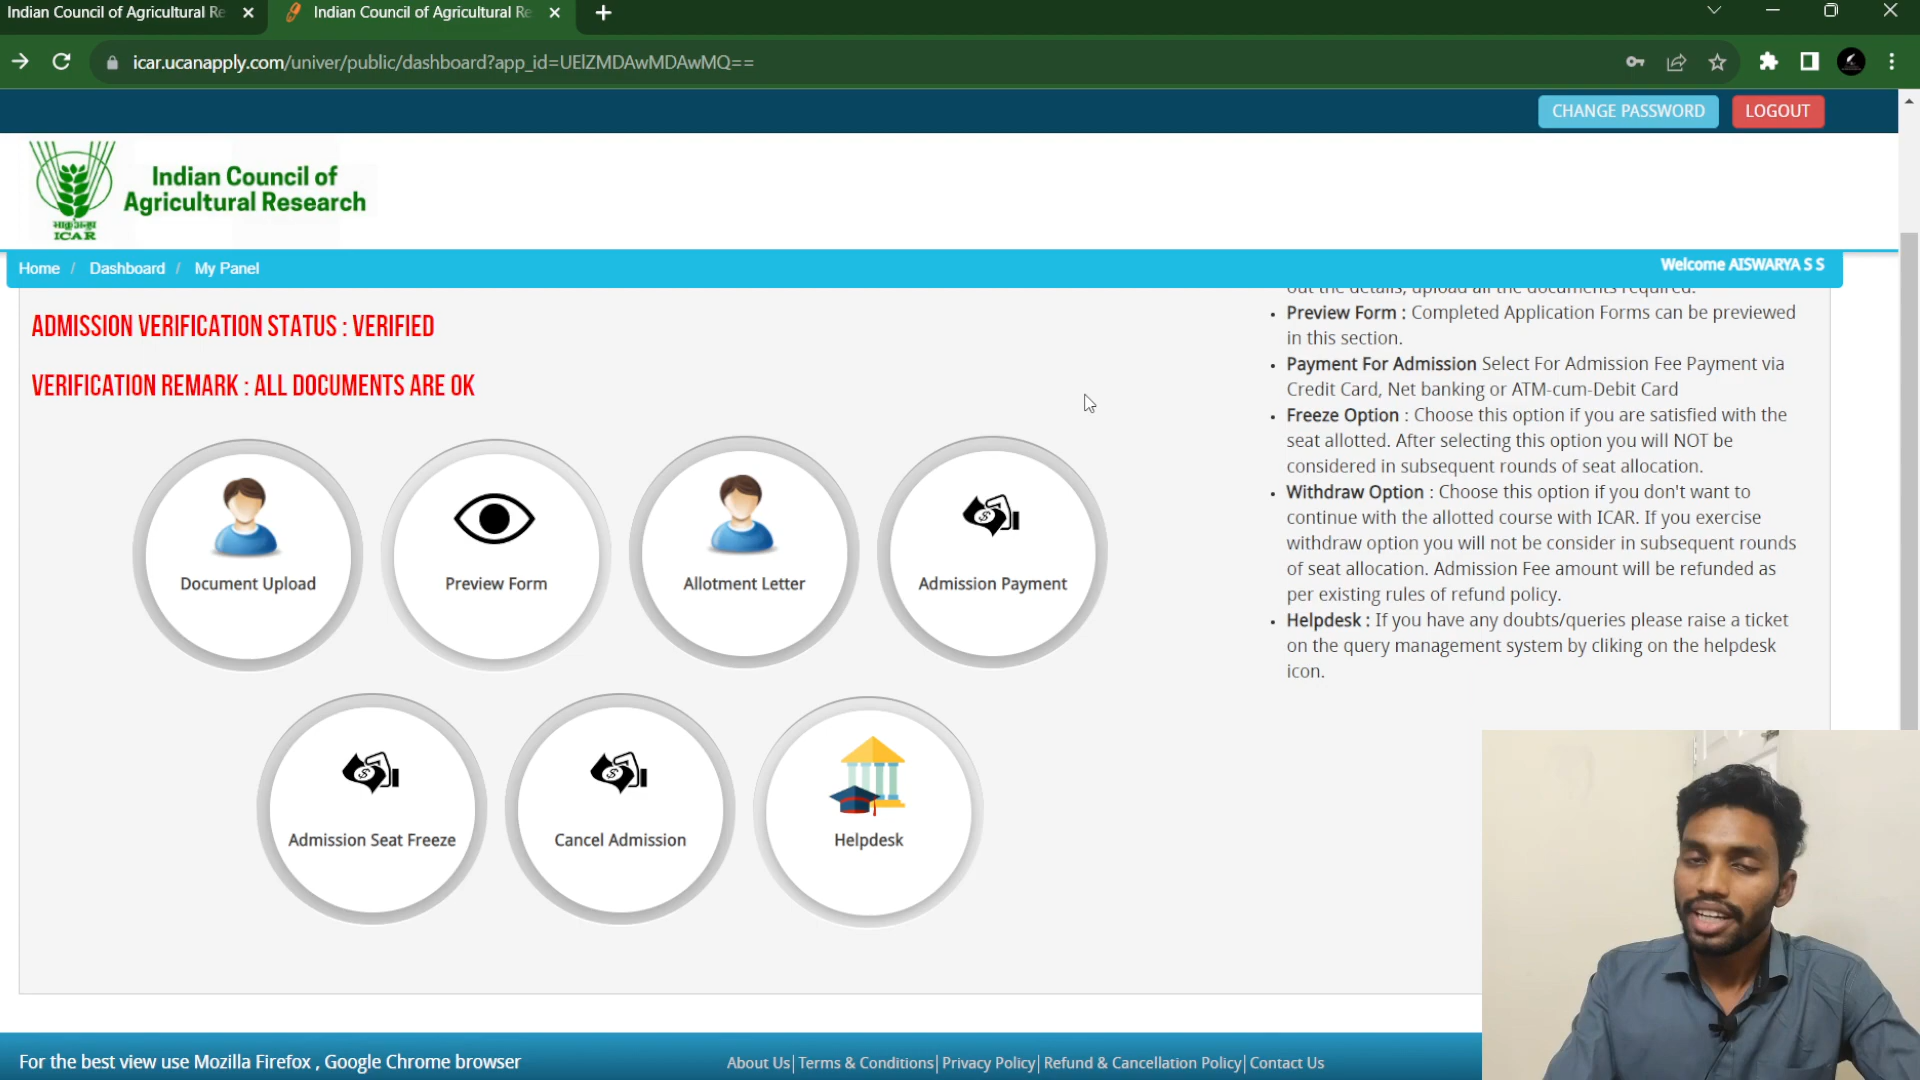 Indian Council of Agricultural Re
Indian Council of Agricultural Re
icar.ucanapply.com/univer/public/dashboard?app_id=UElZMDAwMDAwMQ==
CHANGE PASSWORD
LOGOUT
Indian Council of
Agricultural Research
ICAR
Home / Dashboard / My Panel
Welcome AISWARYA S S
ADMISSION VERIFICATION STATUS : VERIFIED
VERIFICATION REMARK : ALL DOCUMENTS ARE OK
Document Upload
Preview Form
Allotment Letter
Admission Payment
Admission Seat Freeze
Cancel Admission
Helpdesk
out the details, upload all the documents required.
Preview Form : Completed Application Forms can be previewed
in this section.
Payment For Admission Select For Admission Fee Payment via
Credit Card, Net banking or ATM-cum-Debit Card
Freeze Option : Choose this option if you are satisfied with the
seat allotted. After selecting this option you will NOT be
considered in subsequent rounds of seat allocation.
Withdraw Option : Choose this option if you don't want to
continue with the allotted course with ICAR. If you exercise
withdraw option you will not be consider in subsequent rounds
of seat allocation. Admission Fee amount will be refunded as
per existing rules of refund policy.
Helpdesk : If you have any doubts/queries please raise a ticket
on the query management system by cliking on the helpdesk
icon.
For the best view use Mozilla Firefox , Google Chrome browser
About Us| Terms & Conditions| Privacy Policy| Refund & Cancellation Policy| Contact Us